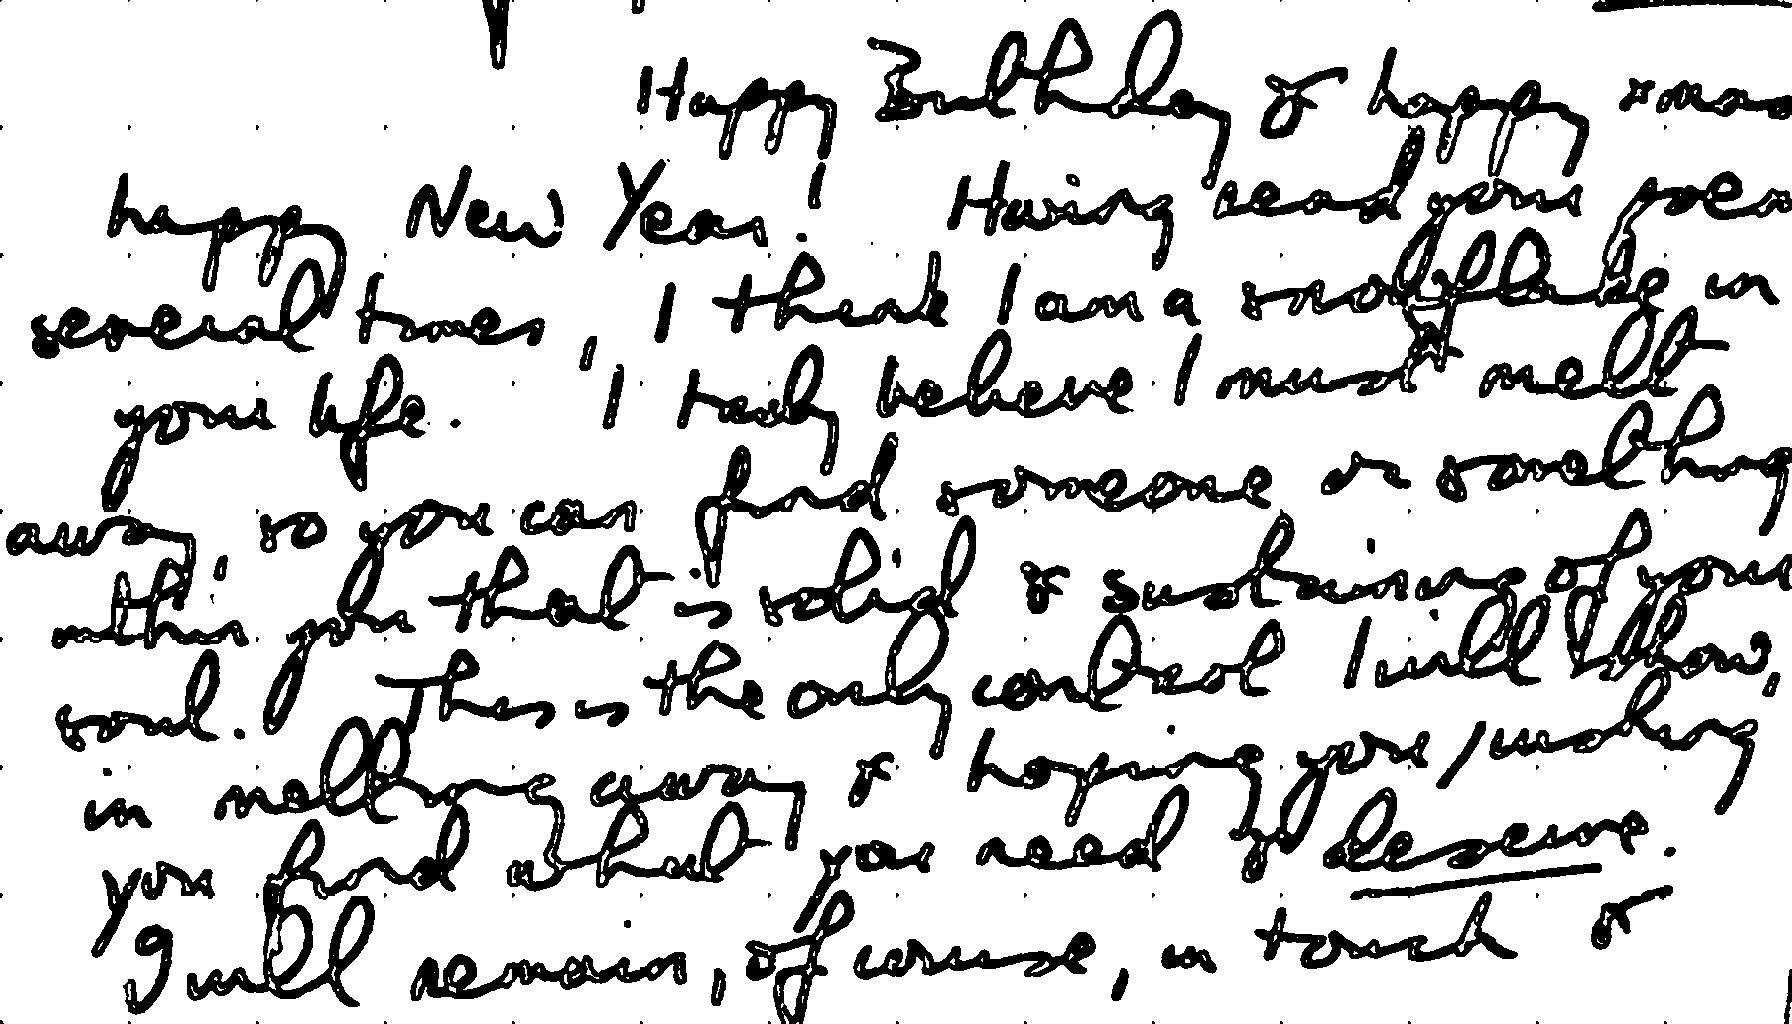 Happy Birthday & happy xmas
happy New Year! Having read your poem
several times, I think I am a snowflake in
your life. I truly believe I must melt
away, so you can find someone or something
within you that is solid & sustaining of your
soul. This is the only control I will show,
in melting away & hoping you, wishing
you find what you need & deserve.
I will remain, of course, in touch &